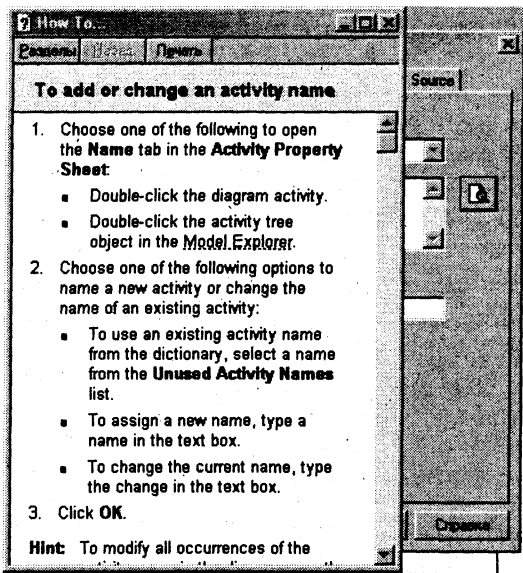 How To...
Разделы Назад Печать
To add or change an activity name
Source
1. Choose one of the following to open
the Name tab in the Activity Property
Sheet:
▪ Double-click the diagram activity.
▪ Double-click the activity tree
object in the Model Explorer.
2. Choose one of the following options to
name a new activity or change the
name of an existing activity:
▪ To use an existing activity name
from the dictionary, select a name
from the Unused Activity Names
list.
▪ To assign a new name, type a
name in the text box.
▪ To change the current name, type
the change in the text box.
3. Click OK.
Справка
Hint: To modify all occurrences of the